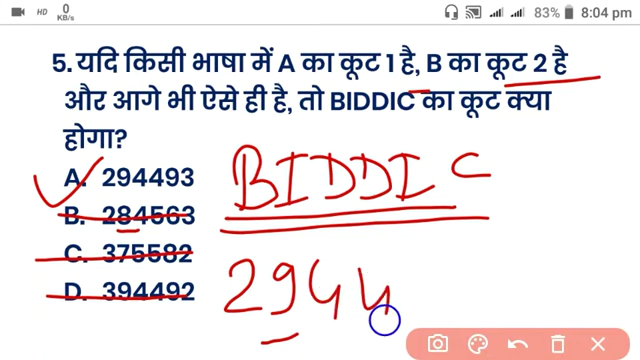 HD 0 KB/s 83% 8:04 pm
5. यदि किसी भाषा में A का कूट 1 है, B का कूट 2 है
और आगे भी ऐसे ही है, तो BIDDIC का कूट क्या
होगा?
A. 294493
B. 284563
C. 375582
D. 394492
BIDDIC
2944